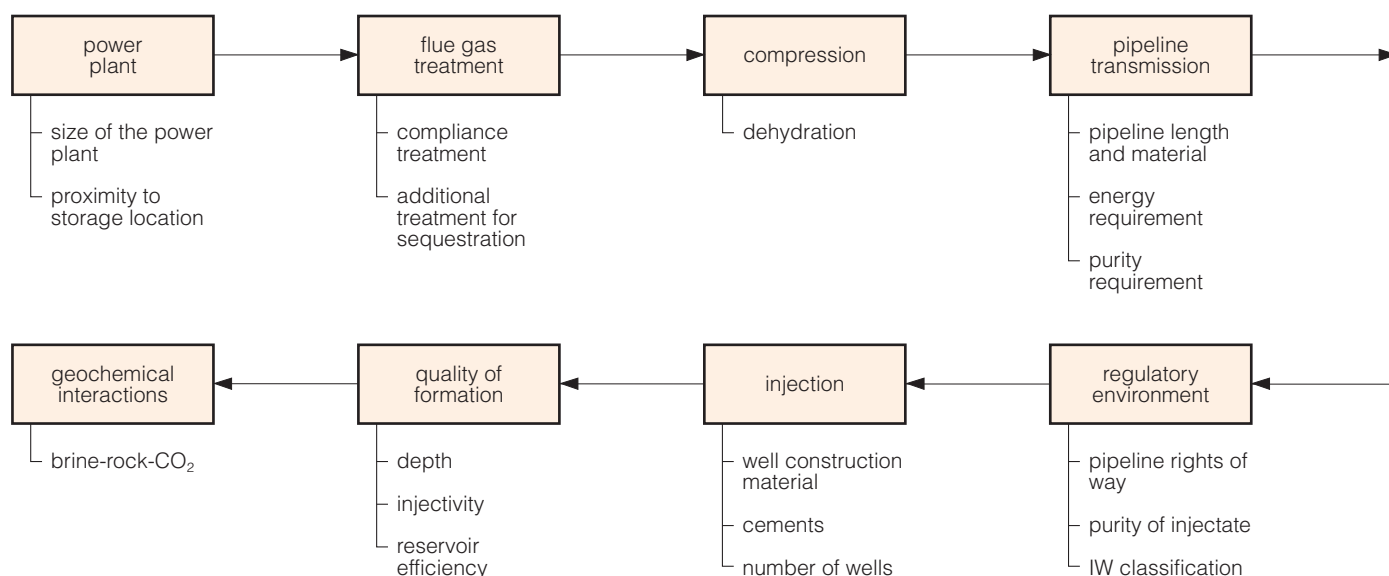 power
plant
size of the power
plant
proximity to
storage location
flue gas
treatment
compliance
treatment
additional
treatment for
sequestration
compression
dehydration
pipeline
transmission
pipeline length
and material
energy
requirement
purity
requirement
geochemical
interactions
brine-rock-CO₂
quality of
formation
depth
injectivity
reservoir
efficiency
injection
well construction
material
cements
number of wells
regulatory
environment
pipeline rights of
way
purity of injectate
IW classification